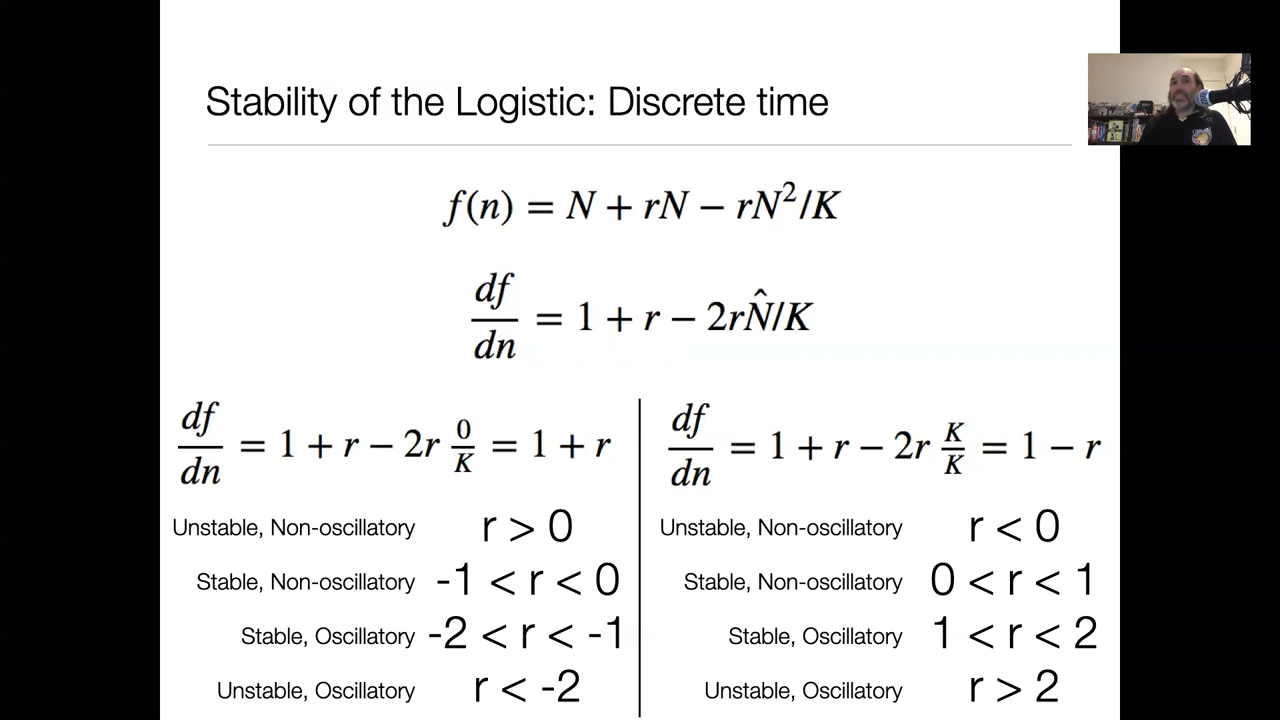 Stability of the Logistic: Discrete time
f(n) = N + rN − rN²/K
df/dn = 1 + r − 2rN̂/K
df/dn = 1 + r − 2r 0/K = 1 + r
Unstable, Non-oscillatory r > 0
Stable, Non-oscillatory -1 < r < 0
Stable, Oscillatory -2 < r < -1
Unstable, Oscillatory r < -2
df/dn = 1 + r − 2r K/K = 1 − r
Unstable, Non-oscillatory r < 0
Stable, Non-oscillatory 0 < r < 1
Stable, Oscillatory 1 < r < 2
Unstable, Oscillatory r > 2